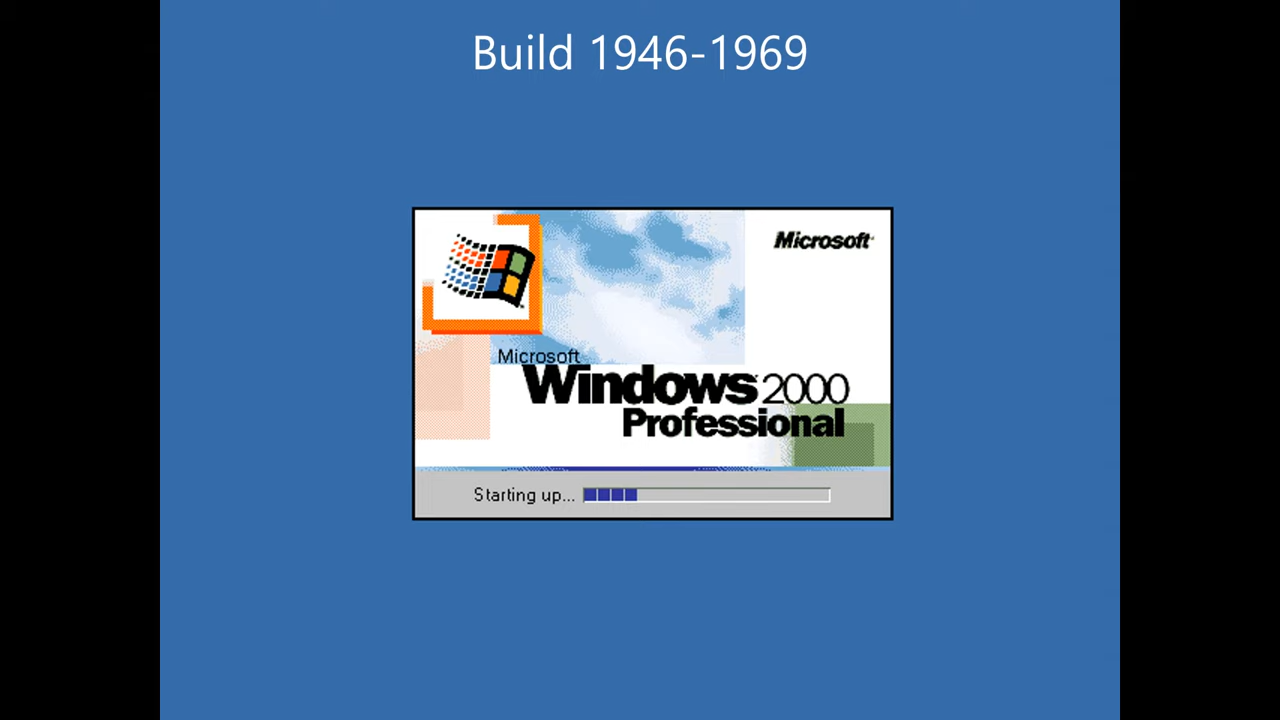 Build 1946-1969
Microsoft
Microsoft
Windows 2000
Professional
Starting up...